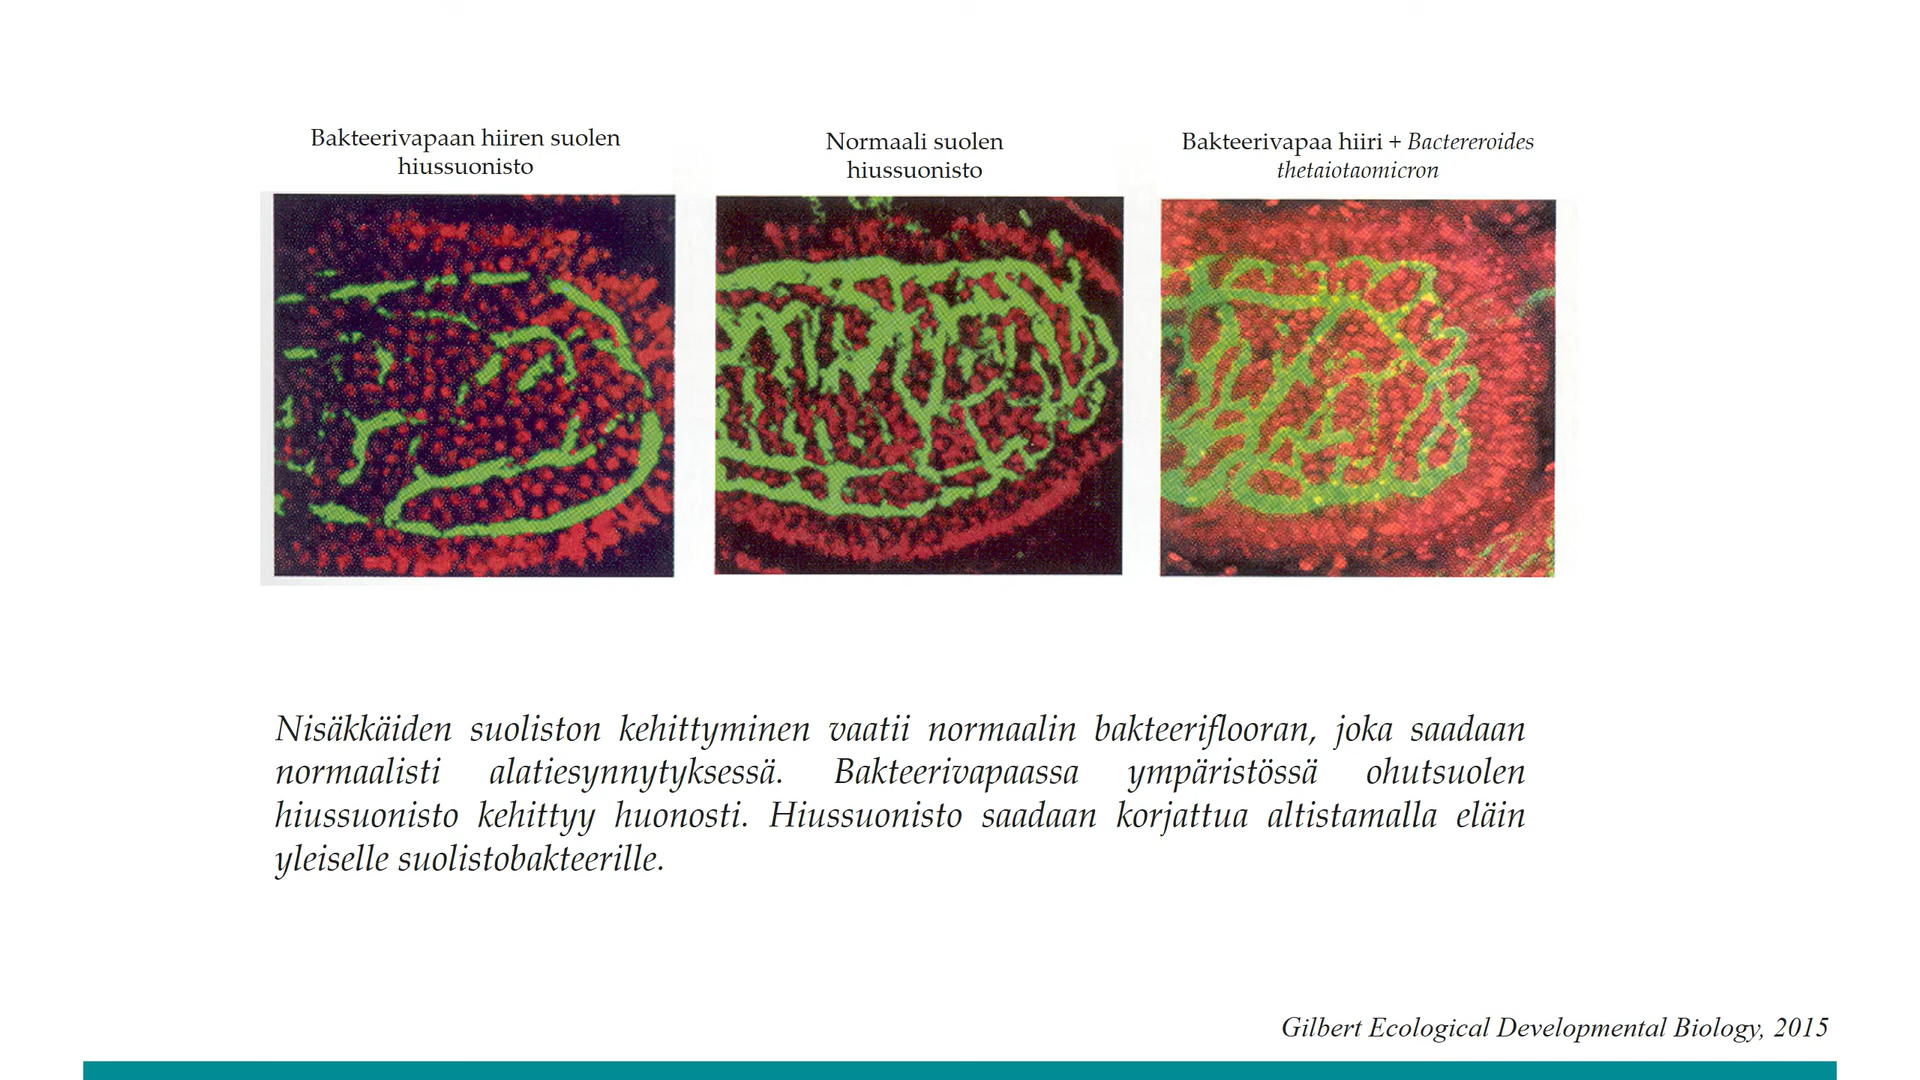 Bakteerivapaan hiiren suolen
hiussuonisto
Normaali suolen
hiussuonisto
Bakteerivapaa hiiri + Bactereroides
thetaiotaomicron
Nisäkkäiden suoliston kehittyminen vaatii normaalin bakteeriflooran, joka saadaan
normaalisti alatiesynnytyksessä. Bakteerivapaassa ympäristössä ohutsuolen
hiussuonisto kehittyy huonosti. Hiussuonisto saadaan korjattua altistamalla eläin
yleiselle suolistobakteerille.
Gilbert Ecological Developmental Biology, 2015